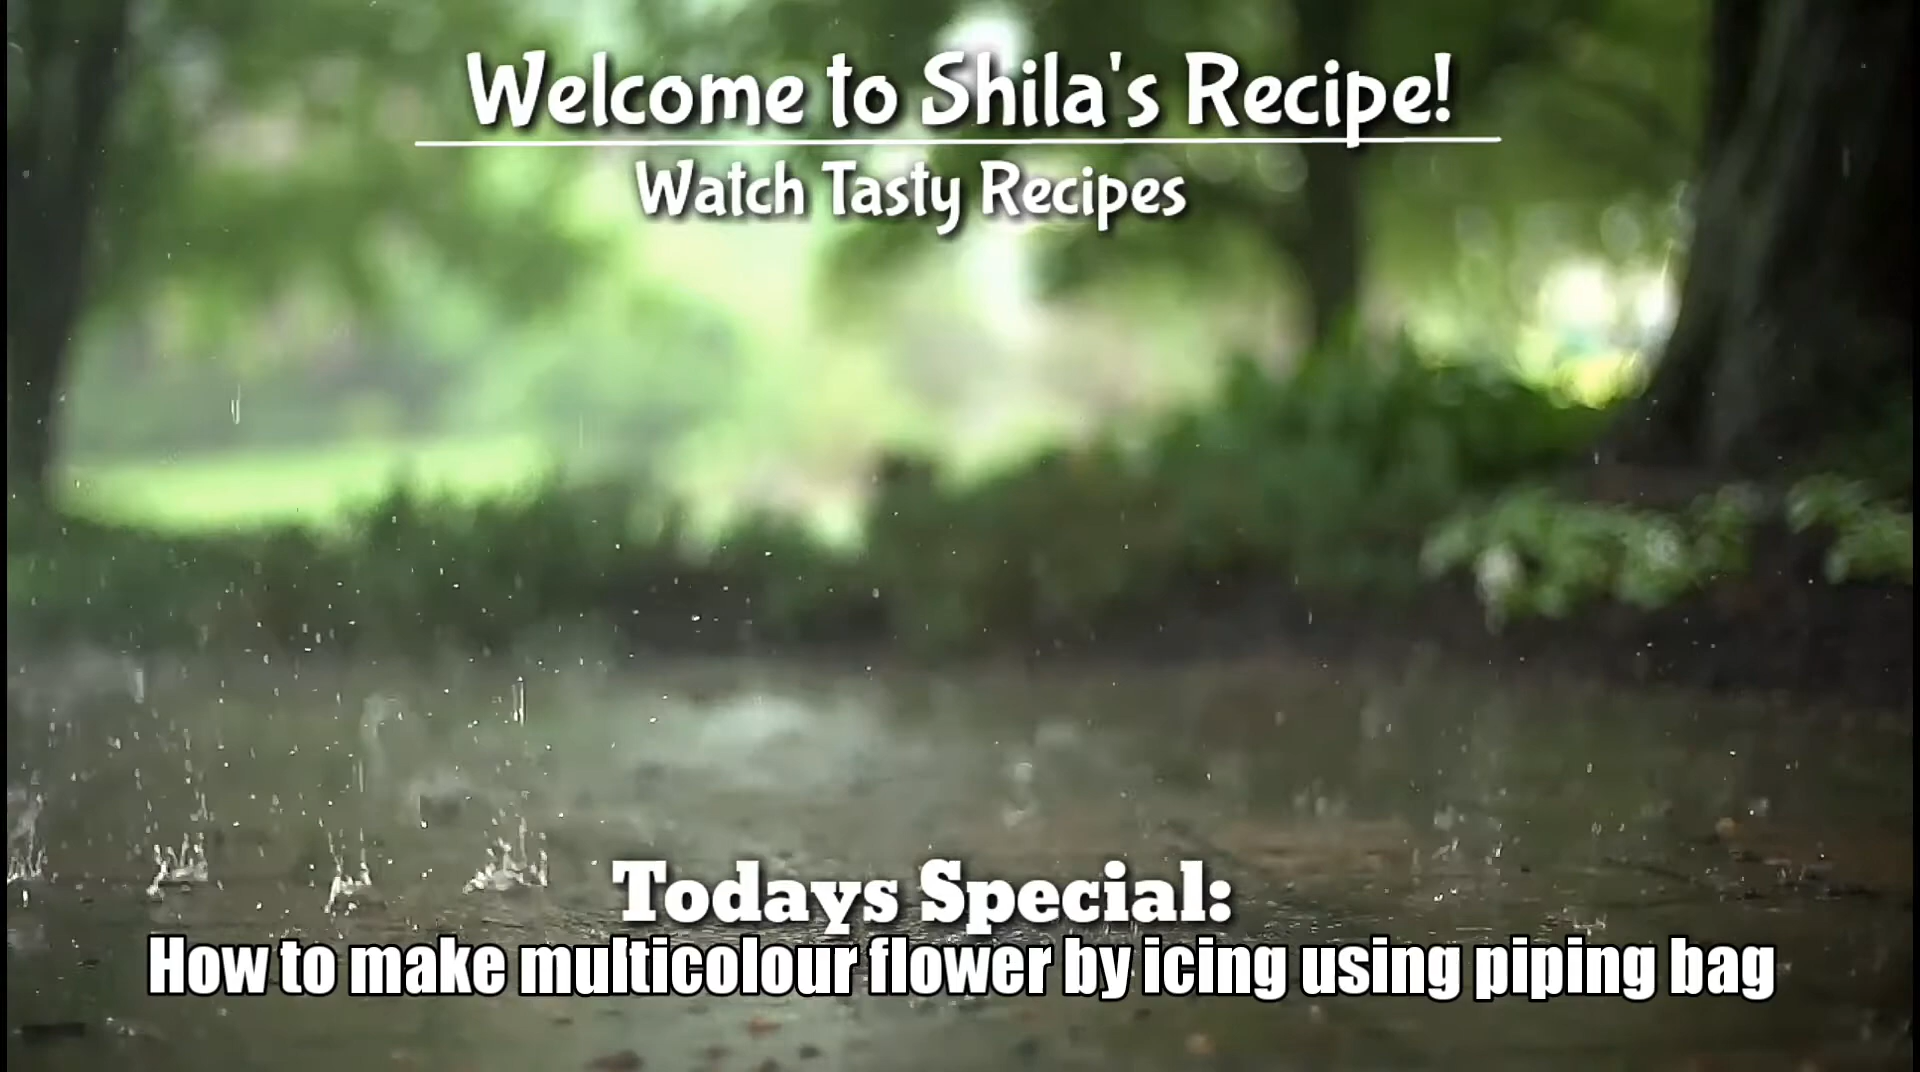 Welcome to Shila's Recipe!
Watch Tasty Recipes
Todays Special:
How to make multicolour flower by icing using piping bag